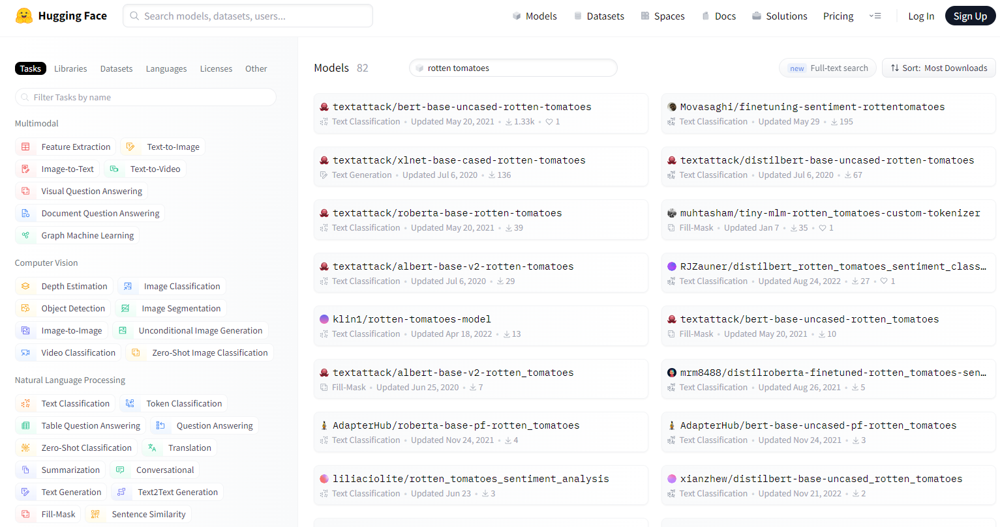 Hugging Face
Search models, datasets, users...
Models
Datasets
Spaces
Docs
Solutions
Pricing
Log In
Sign Up
Tasks
Libraries
Datasets
Languages
Licenses
Other
Filter Tasks by name
Multimodal
Feature Extraction
Text-to-Image
Image-to-Text
Text-to-Video
Visual Question Answering
Document Question Answering
Graph Machine Learning
Computer Vision
Depth Estimation
Image Classification
Object Detection
Image Segmentation
Image-to-Image
Unconditional Image Generation
Video Classification
Zero-Shot Image Classification
Natural Language Processing
Text Classification
Token Classification
Table Question Answering
Question Answering
Zero-Shot Classification
Translation
Summarization
Conversational
Text Generation
Text2Text Generation
Fill-Mask
Sentence Similarity
Models 82
rotten tomatoes
new Full-text search
Sort: Most Downloads
textattack/bert-base-uncased-rotten-tomatoes
Text Classification • Updated May 20, 2021 • 1.33k • 1
Movasaghi/finetuning-sentiment-rottentomatoes
Text Classification • Updated May 29 • 195
textattack/xlnet-base-cased-rotten-tomatoes
Text Generation • Updated Jul 6, 2020 • 136
textattack/distilbert-base-uncased-rotten-tomatoes
Text Classification • Updated Jul 6, 2020 • 67
textattack/roberta-base-rotten-tomatoes
Text Classification • Updated May 20, 2021 • 39
muhtasham/tiny-mlm-rotten_tomatoes-custom-tokenizer
Fill-Mask • Updated Jan 7 • 35 • 1
textattack/albert-base-v2-rotten-tomatoes
Text Classification • Updated Jul 6, 2020 • 29
RJZauner/distilbert_rotten_tomatoes_sentiment_class…
Text Classification • Updated Aug 24, 2022 • 27 • 1
klin1/rotten-tomatoes-model
Text Classification • Updated Apr 18, 2022 • 13
textattack/bert-base-uncased-rotten_tomatoes
Fill-Mask • Updated May 20, 2021 • 10
textattack/albert-base-v2-rotten_tomatoes
Fill-Mask • Updated Jun 25, 2020 • 7
mrm8488/distilroberta-finetuned-rotten_tomatoes-sen…
Text Classification • Updated Aug 26, 2021 • 5
AdapterHub/roberta-base-pf-rotten_tomatoes
Text Classification • Updated Nov 24, 2021 • 4
AdapterHub/bert-base-uncased-pf-rotten_tomatoes
Text Classification • Updated Nov 24, 2021 • 3
liliaciolite/rotten_tomatoes_sentiment_analysis
Text Classification • Updated Jun 23 • 3
xianzhew/distilbert-base-uncased_rotten_tomatoes
Text Classification • Updated Nov 21, 2022 • 2